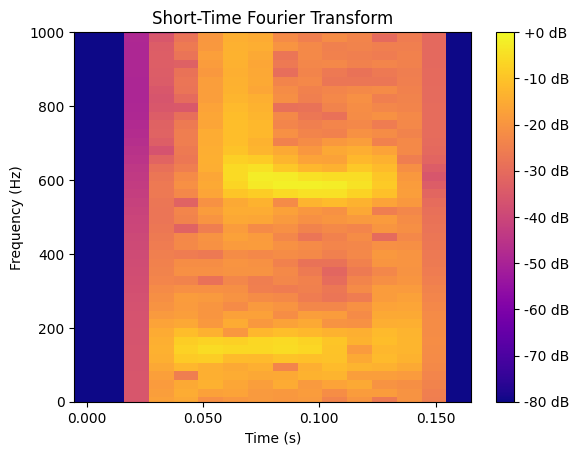 Short-Time Fourier Transform
1000
800
600
400
200
0
Frequency (Hz)
0.000
0.050
0.100
0.150
Time (s)
+0 dB
-10 dB
-20 dB
-30 dB
-40 dB
-50 dB
-60 dB
-70 dB
-80 dB